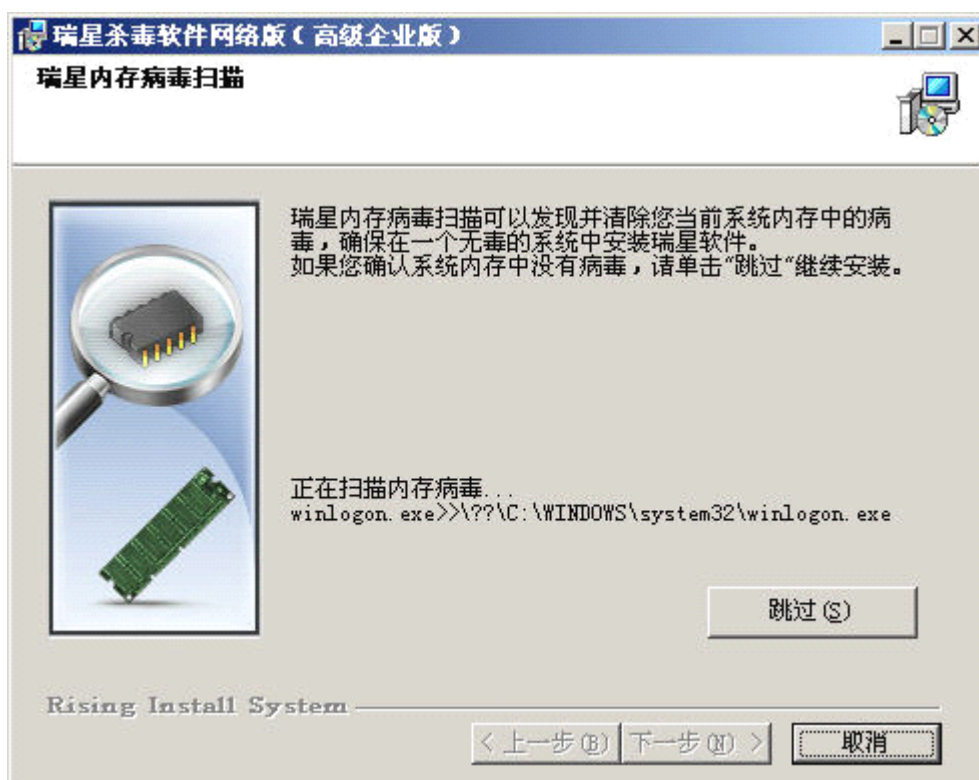 瑞星杀毒软件网络版(高级企业版)
瑞星内存病毒扫描
瑞星内存病毒扫描可以发现并清除您当前系统内存中的病
毒，确保在一个无毒的系统中安装瑞星软件。
如果您确认系统内存中没有病毒，请单击“跳过“继续安装。
正在扫描内存病毒...
winlogon.exe>>\??\C:\WINDOWS\system32\winlogon.exe
跳过(S)
Rising Install System
< 上一步(B) 下一步(N) > 取消